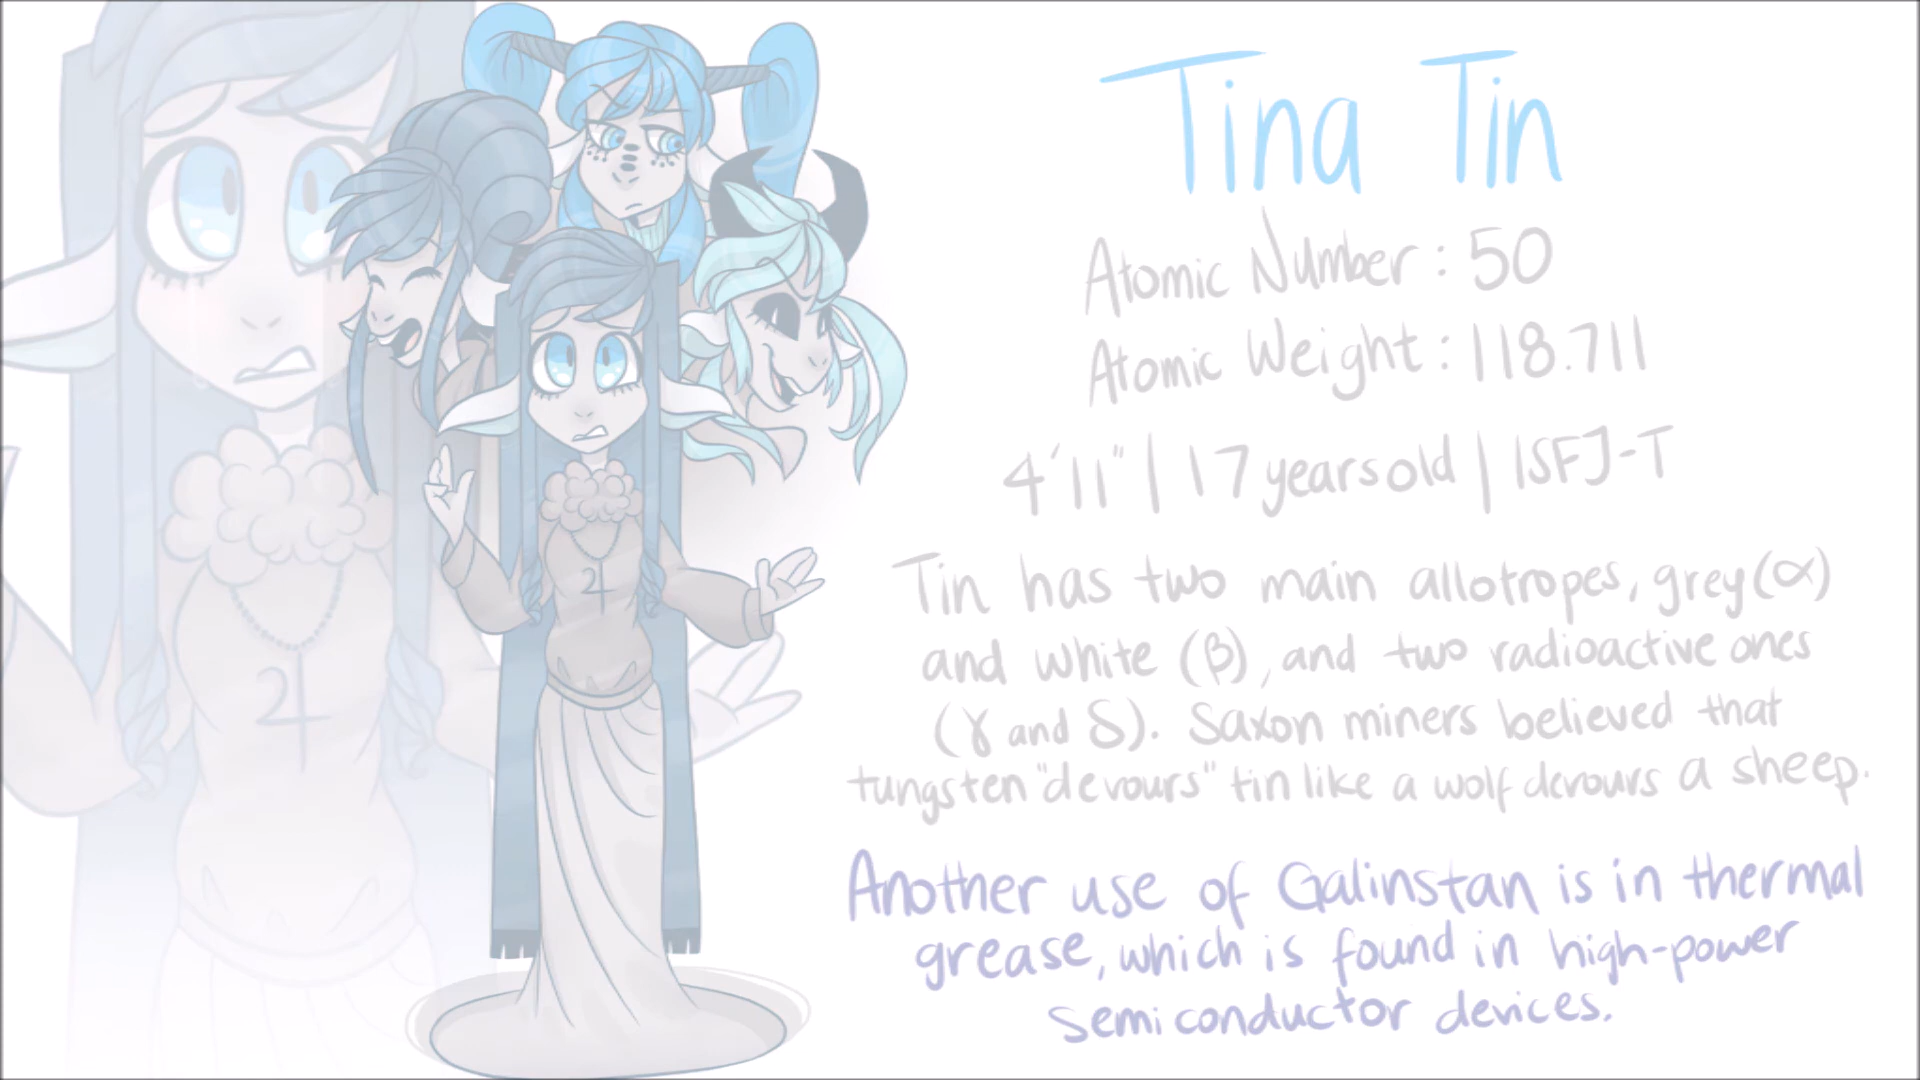 Tina Tin
Atomic Number : 50
Atomic Weight : 118.711
4'11" | 17 years old | ISFJ-T
Tin has two main allotropes, grey (α)
and white (β), and two radioactive ones
(γ and δ). Saxon miners believed that
tungsten "devours" tin like a wolf devours a sheep.
Another use of Galinstan is in thermal
grease, which is found in high-power
semiconductor devices.